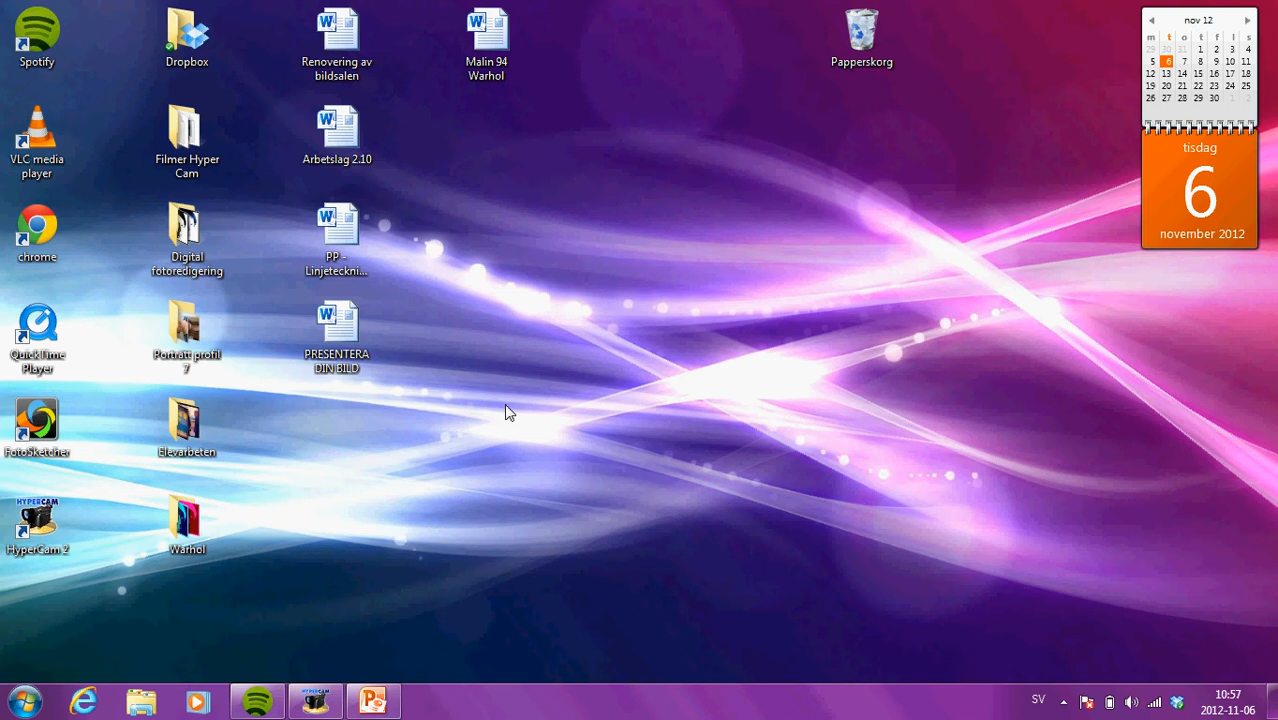 Spotify
Dropbox
Renovering av
bildsalen
Malin 94
Warhol
Papperskorg
VLC media
player
Filmer Hyper
Cam
Arbetslag 2.10
chrome
Digital
fotoredigering
PP -
Linjeteckni...
QuickTime
Player
Porträtt profil
7
PRESENTERA
DIN BILD
FotoSketcher
Elevarbeten
HYPERCAM
HyperCam 2
Warhol
nov 12
m t o t f l s
29 30 31 1 2 3 4
5 6 7 8 9 10 11
12 13 14 15 16 17 18
19 20 21 22 23 24 25
26 27 28 29 30 1 2
tisdag
6
november 2012
HYPERCAM
SV
10:57
2012-11-06